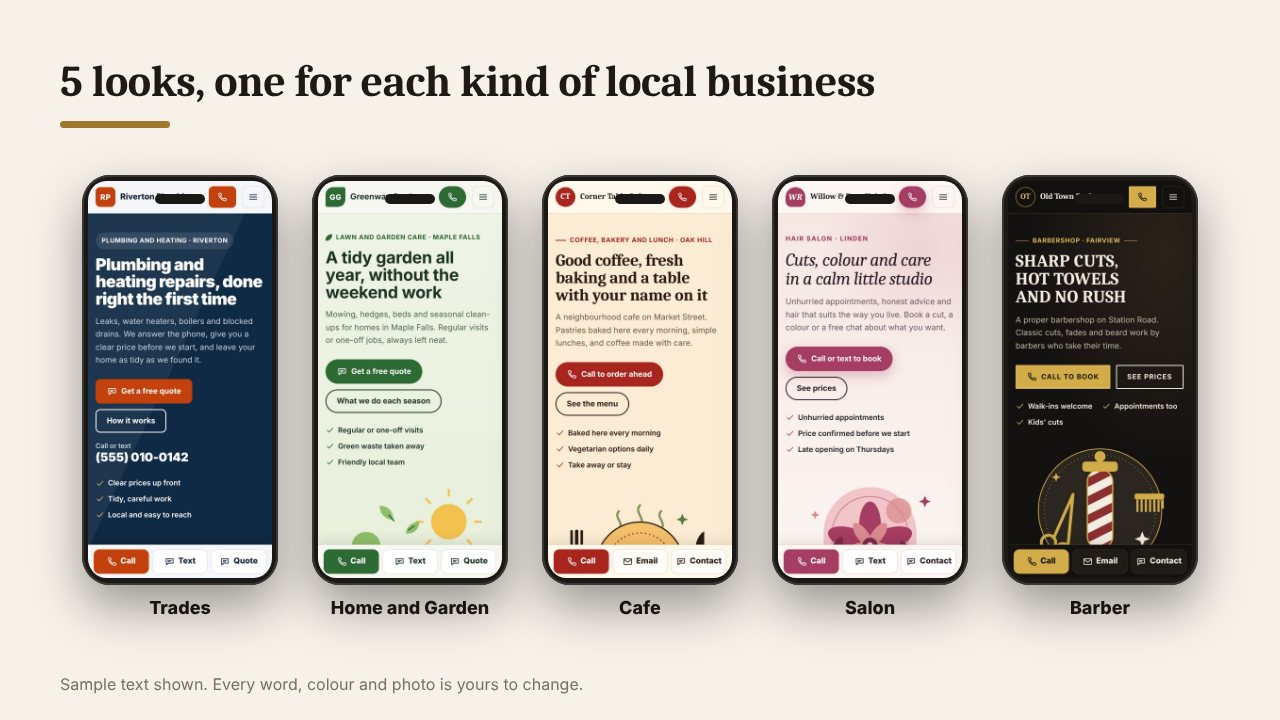 5 looks, one for each kind of local business
RP Riverton
PLUMBING AND HEATING · RIVERTON
Plumbing and
heating repairs, done
right the first time
Leaks, water heaters, boilers and blocked
drains. We answer the phone, give you a
clear price before we start, and leave your
home as tidy as we found it.
Get a free quote
How it works
Call or text
(555) 010-0142
Clear prices up front
Tidy, careful work
Local and easy to reach
Call Text Quote
Trades
GG
LAWN AND GARDEN CARE · MAPLE FALLS
A tidy garden all
year, without the
weekend work
Mowing, hedges, beds and seasonal clean-
ups for homes in Maple Falls. Regular visits
or one-off jobs, always left neat.
Get a free quote
What we do each season
Regular or one-off visits
Green waste taken away
Friendly local team
Call Text Quote
Home and Garden
CT Corner
COFFEE, BAKERY AND LUNCH · OAK HILL
Good coffee, fresh
baking and a table
with your name on it
A neighbourhood cafe on Market Street.
Pastries baked here every morning, simple
lunches, and coffee made with care.
Call to order ahead
See the menu
Baked here every morning
Vegetarian options daily
Take away or stay
Call Email Contact
Cafe
WR Willow &
HAIR SALON · LINDEN
Cuts, colour and care
in a calm little studio
Unhurried appointments, honest advice and
hair that suits the way you live. Book a cut, a
colour or a free chat about what you want.
Call or text to book
See prices
Unhurried appointments
Price confirmed before we start
Late opening on Thursdays
Call Text Contact
Salon
OT Old Town
BARBERSHOP · FAIRVIEW
SHARP CUTS,
HOT TOWELS
AND NO RUSH
A proper barbershop on Station Road.
Classic cuts, fades and beard work by
barbers who take their time.
CALL TO BOOK SEE PRICES
Walk-ins welcome Appointments too
Kids' cuts
Call Email Contact
Barber
Sample text shown. Every word, colour and photo is yours to change.